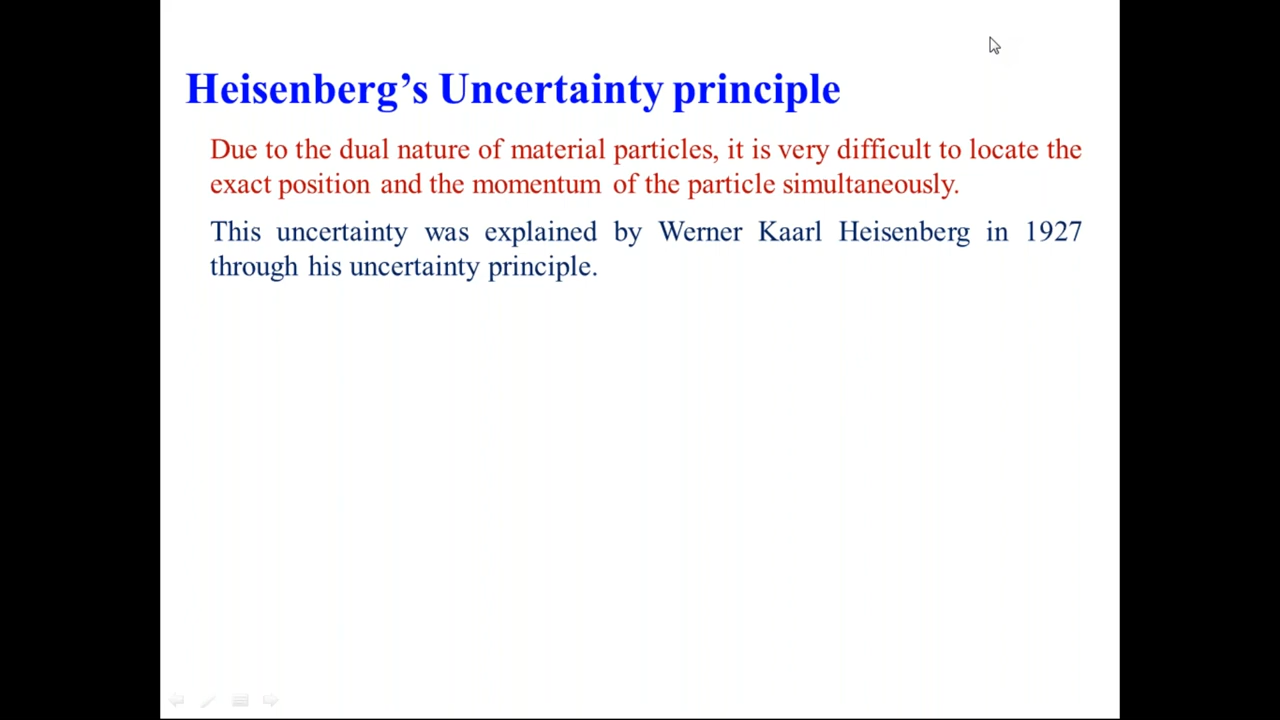 Heisenberg’s Uncertainty principle
Due to the dual nature of material particles, it is very difficult to locate the
exact position and the momentum of the particle simultaneously.
This uncertainty was explained by Werner Kaarl Heisenberg in 1927
through his uncertainty principle.